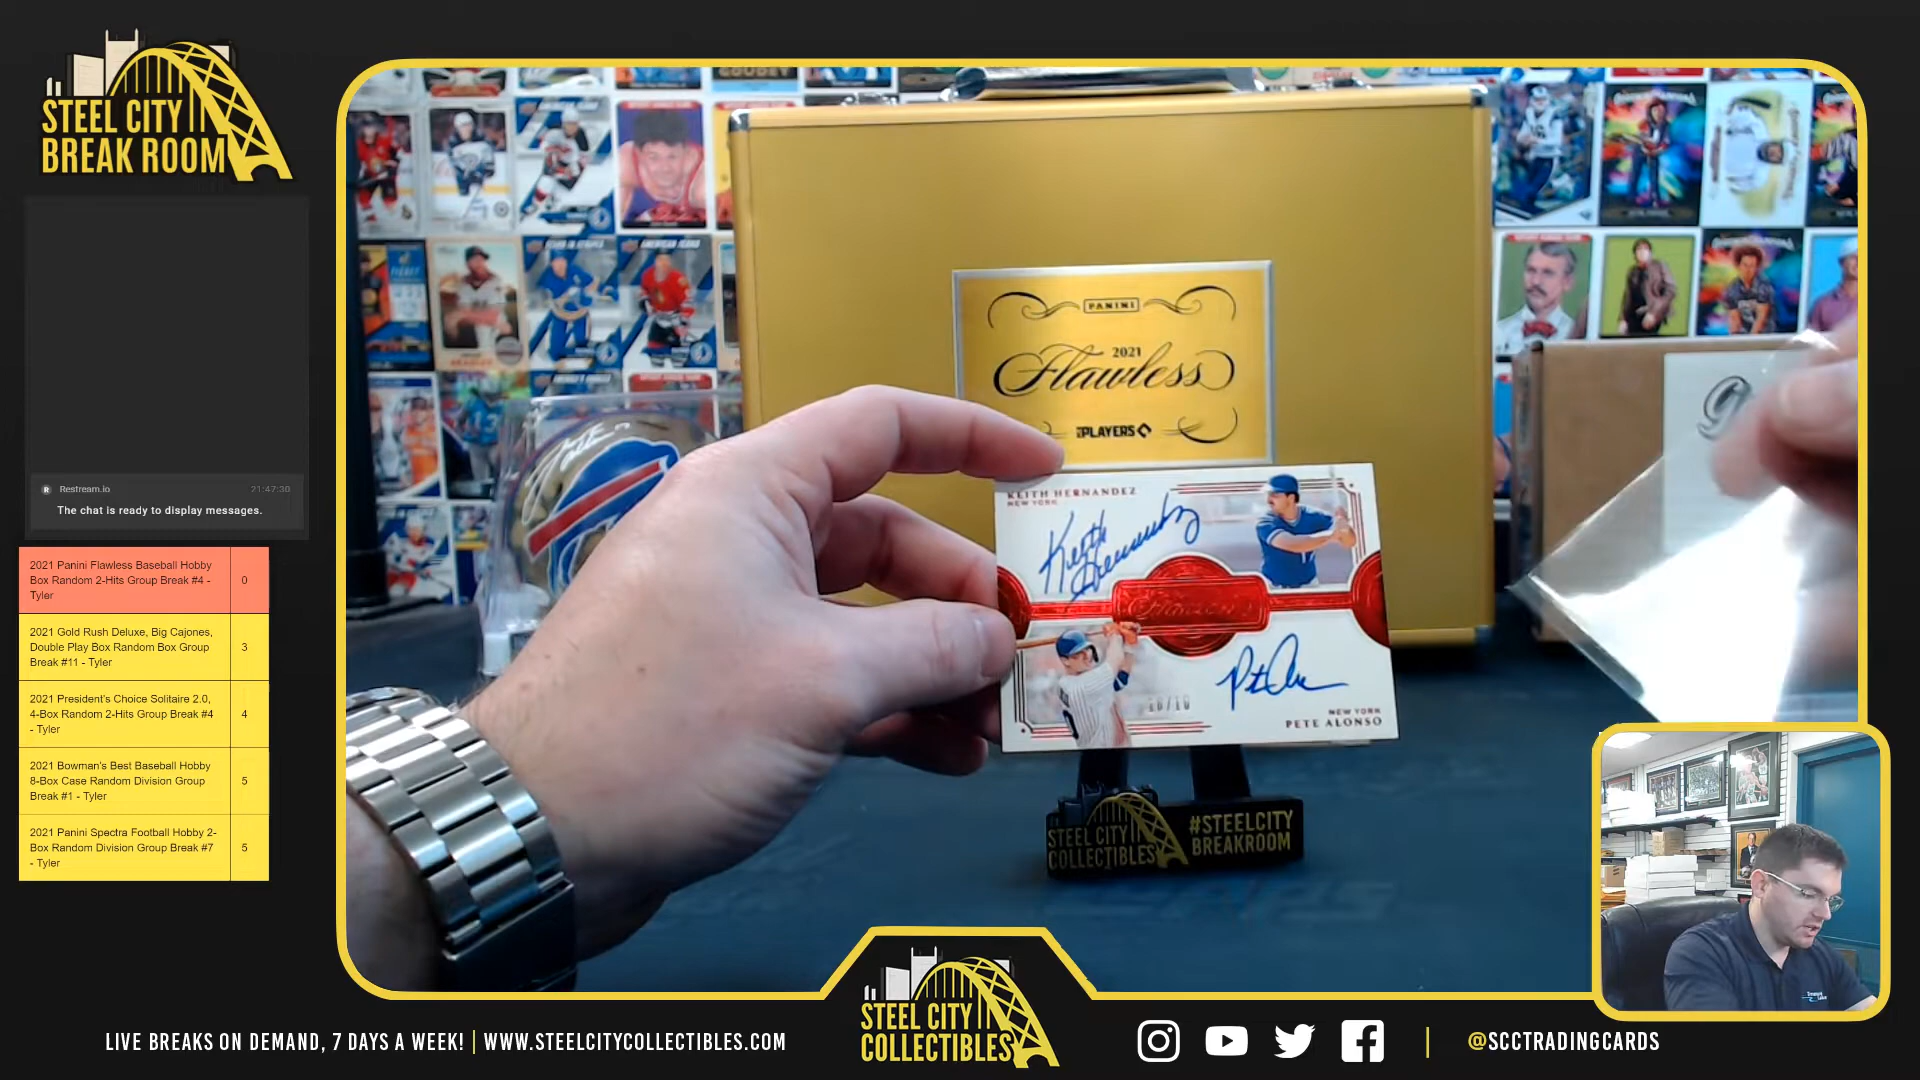 STEEL CITY
BREAK ROOM
Restream.io 21:47:30
The chat is ready to display messages.
2021 Panini Flawless Baseball Hobby
Box Random 2-Hits Group Break #4 -
Tyler
0
2021 Gold Rush Deluxe, Big Cajones,
Double Play Box Random Box Group
Break #11 - Tyler
3
2021 President's Choice Solitaire 2.0,
4-Box Random 2-Hits Group Break #4
- Tyler
4
2021 Bowman's Best Baseball Hobby
8-Box Case Random Division Group
Break #1 - Tyler
5
2021 Panini Spectra Football Hobby 2-
Box Random Division Group Break #7
- Tyler
5
GOUDEY
PANINI
2021
Flawless
PLAYERS
KEITH HERNANDEZ
NEW YORK
Keith Hernandez
Flawless
10/10
NEW YORK
PETE ALONSO
STEEL CITY
COLLECTIBLES
#STEELCITY
BREAKROOM
STEEL CITY
COLLECTIBLES
LIVE BREAKS ON DEMAND, 7 DAYS A WEEK! | WWW.STEELCITYCOLLECTIBLES.COM
| @SCCTRADINGCARDS